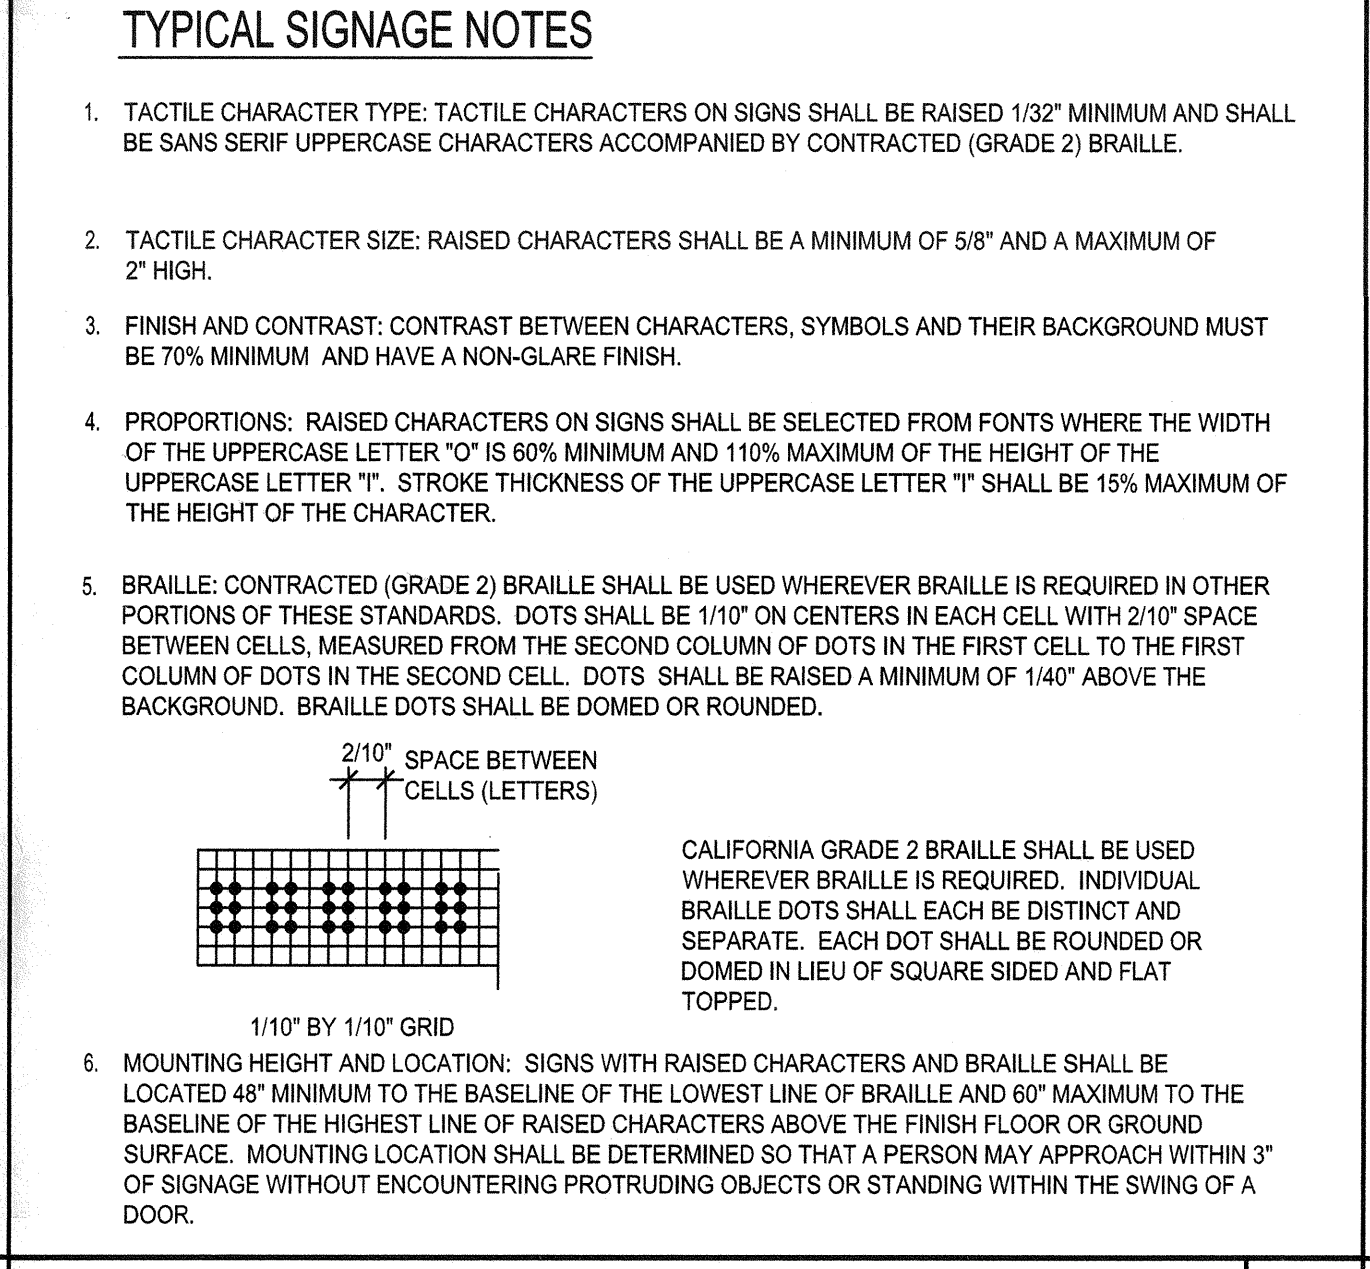 TYPICAL SIGNAGE NOTES
1. TACTILE CHARACTER TYPE: TACTILE CHARACTERS ON SIGNS SHALL BE RAISED 1/32" MINIMUM AND SHALL
BE SANS SERIF UPPERCASE CHARACTERS ACCOMPANIED BY CONTRACTED (GRADE 2) BRAILLE.
2. TACTILE CHARACTER SIZE: RAISED CHARACTERS SHALL BE A MINIMUM OF 5/8" AND A MAXIMUM OF
2" HIGH.
3. FINISH AND CONTRAST: CONTRAST BETWEEN CHARACTERS, SYMBOLS AND THEIR BACKGROUND MUST
BE 70% MINIMUM AND HAVE A NON-GLARE FINISH.
4. PROPORTIONS: RAISED CHARACTERS ON SIGNS SHALL BE SELECTED FROM FONTS WHERE THE WIDTH
OF THE UPPERCASE LETTER "O" IS 60% MINIMUM AND 110% MAXIMUM OF THE HEIGHT OF THE
UPPERCASE LETTER "I". STROKE THICKNESS OF THE UPPERCASE LETTER "I" SHALL BE 15% MAXIMUM OF
THE HEIGHT OF THE CHARACTER.
5. BRAILLE: CONTRACTED (GRADE 2) BRAILLE SHALL BE USED WHEREVER BRAILLE IS REQUIRED IN OTHER
PORTIONS OF THESE STANDARDS. DOTS SHALL BE 1/10" ON CENTERS IN EACH CELL WITH 2/10" SPACE
BETWEEN CELLS, MEASURED FROM THE SECOND COLUMN OF DOTS IN THE FIRST CELL TO THE FIRST
COLUMN OF DOTS IN THE SECOND CELL. DOTS SHALL BE RAISED A MINIMUM OF 1/40" ABOVE THE
BACKGROUND. BRAILLE DOTS SHALL BE DOMED OR ROUNDED.
2/10" SPACE BETWEEN
CELLS (LETTERS)
CALIFORNIA GRADE 2 BRAILLE SHALL BE USED
WHEREVER BRAILLE IS REQUIRED. INDIVIDUAL
BRAILLE DOTS SHALL EACH BE DISTINCT AND
SEPARATE. EACH DOT SHALL BE ROUNDED OR
DOMED IN LIEU OF SQUARE SIDED AND FLAT
TOPPED.
1/10" BY 1/10" GRID
6. MOUNTING HEIGHT AND LOCATION: SIGNS WITH RAISED CHARACTERS AND BRAILLE SHALL BE
LOCATED 48" MINIMUM TO THE BASELINE OF THE LOWEST LINE OF BRAILLE AND 60" MAXIMUM TO THE
BASELINE OF THE HIGHEST LINE OF RAISED CHARACTERS ABOVE THE FINISH FLOOR OR GROUND
SURFACE. MOUNTING LOCATION SHALL BE DETERMINED SO THAT A PERSON MAY APPROACH WITHIN 3"
OF SIGNAGE WITHOUT ENCOUNTERING PROTRUDING OBJECTS OR STANDING WITHIN THE SWING OF A
DOOR.